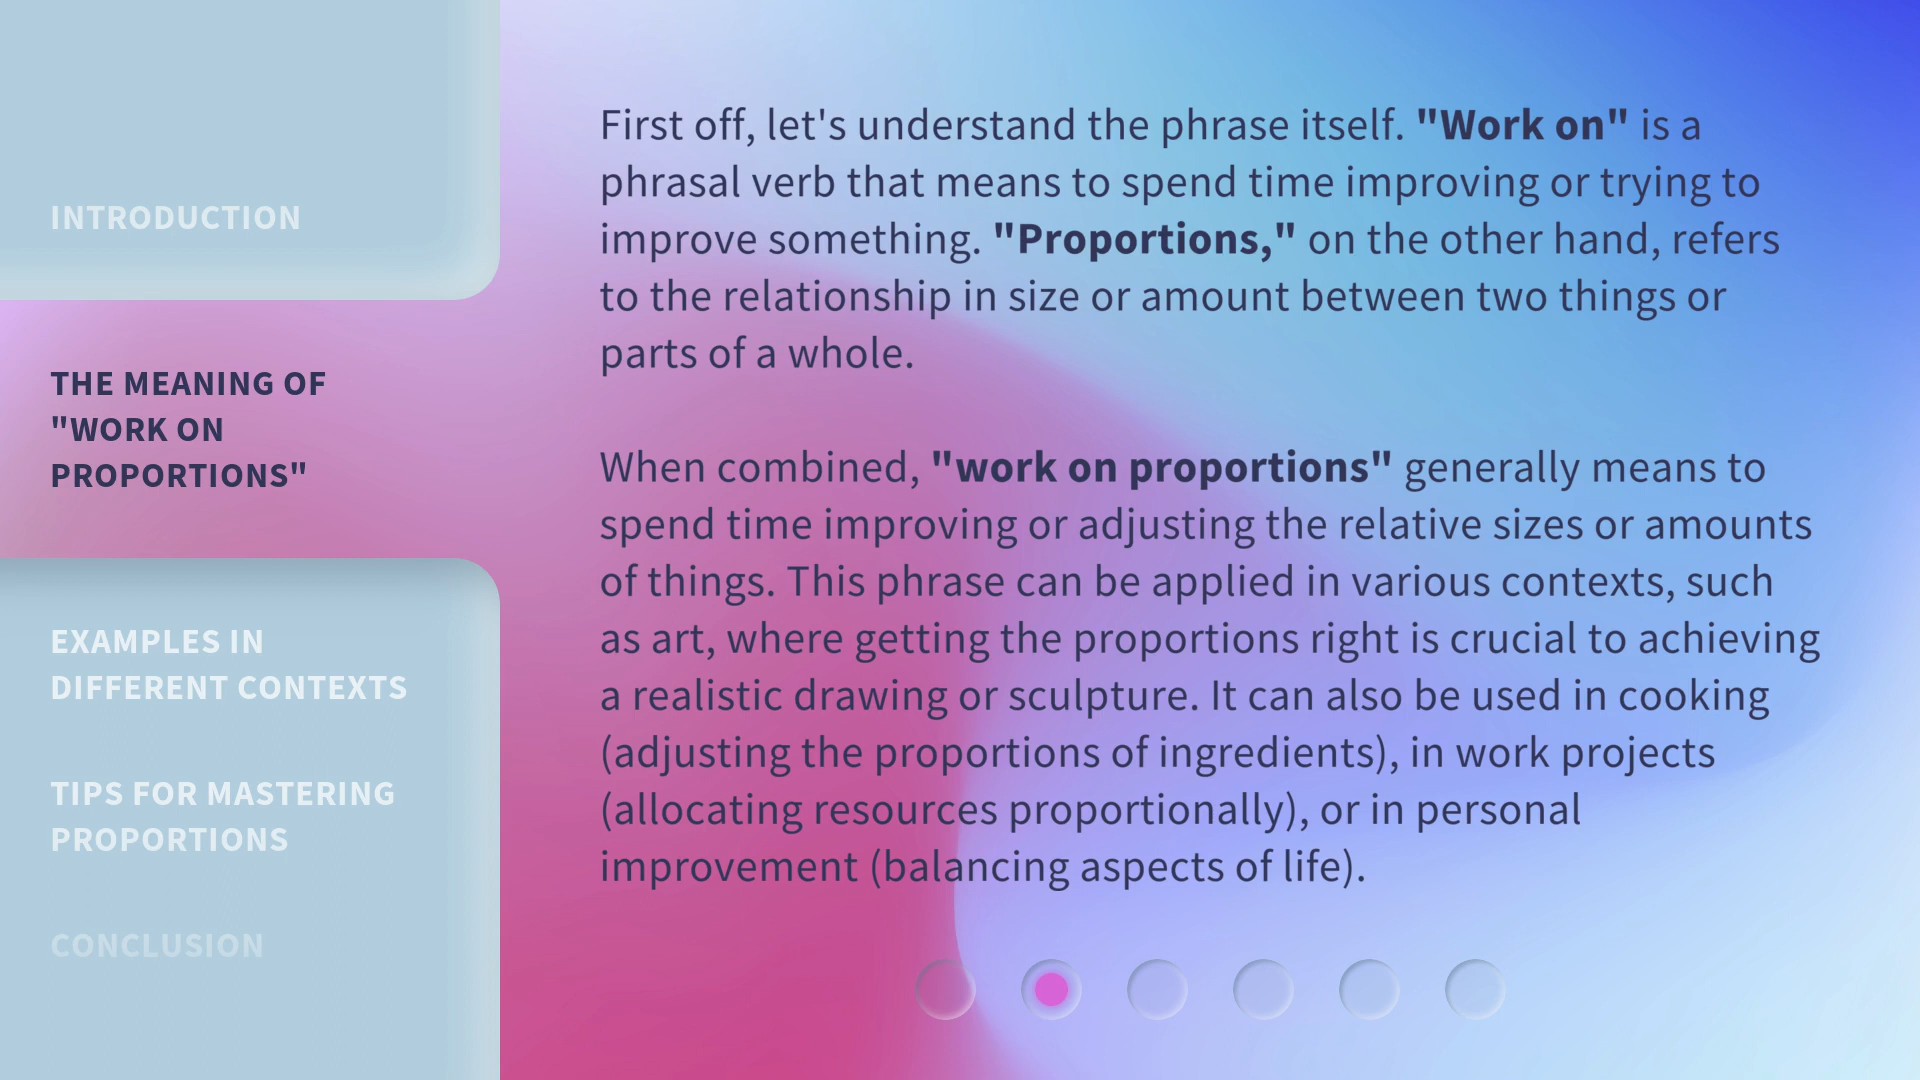 INTRODUCTION
THE MEANING OF
"WORK ON
PROPORTIONS"
EXAMPLES IN
DIFFERENT CONTEXTS
TIPS FOR MASTERING
PROPORTIONS
CONCLUSION
First off, let's understand the phrase itself. "Work on" is a
phrasal verb that means to spend time improving or trying to
improve something. "Proportions," on the other hand, refers
to the relationship in size or amount between two things or
parts of a whole.
When combined, "work on proportions" generally means to
spend time improving or adjusting the relative sizes or amounts
of things. This phrase can be applied in various contexts, such
as art, where getting the proportions right is crucial to achieving
a realistic drawing or sculpture. It can also be used in cooking
(adjusting the proportions of ingredients), in work projects
(allocating resources proportionally), or in personal
improvement (balancing aspects of life).